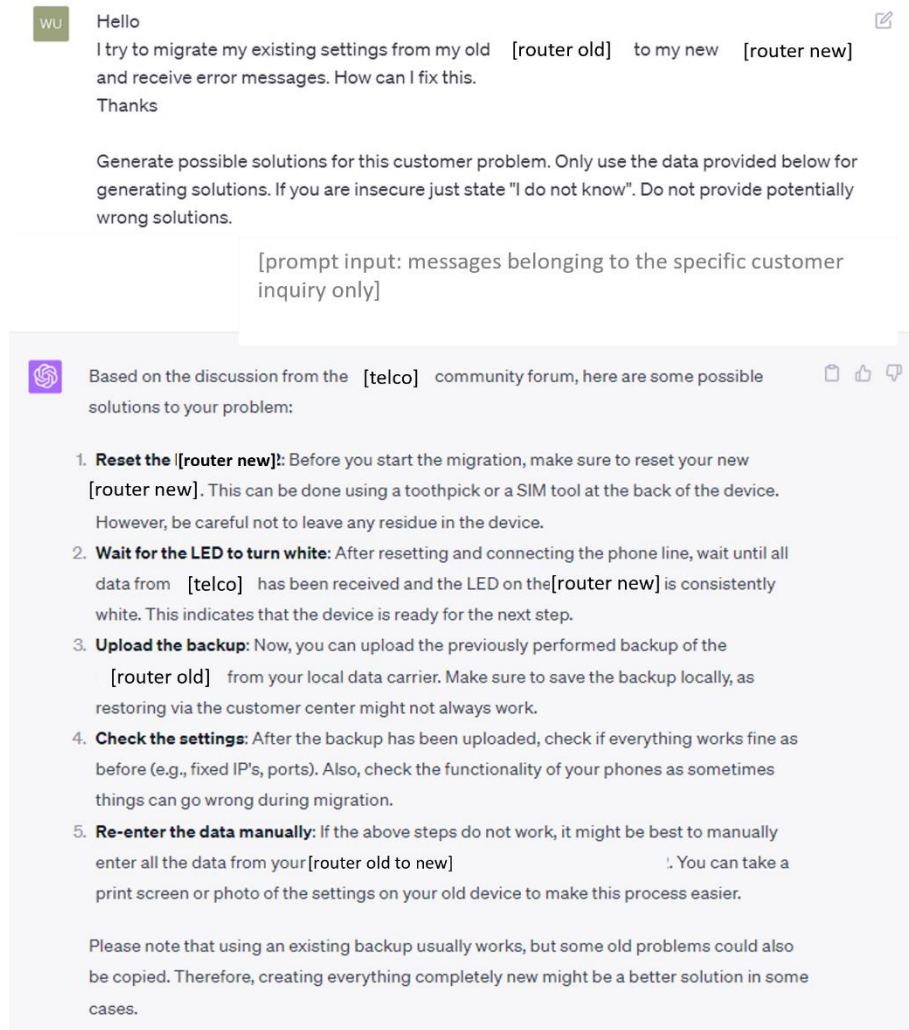 WU
Hello
I try to migrate my existing settings from my old [router old] to my new [router new]
and receive error messages. How can I fix this.
Thanks
Generate possible solutions for this customer problem. Only use the data provided below for
generating solutions. If you are insecure just state "I do not know". Do not provide potentially
wrong solutions.
[prompt input: messages belonging to the specific customer
inquiry only]
Based on the discussion from the [telco] community forum, here are some possible
solutions to your problem:
1. Reset the [router new]: Before you start the migration, make sure to reset your new
[router new]. This can be done using a toothpick or a SIM tool at the back of the device.
However, be careful not to leave any residue in the device.
2. Wait for the LED to turn white: After resetting and connecting the phone line, wait until all
data from [telco] has been received and the LED on the [router new] is consistently
white. This indicates that the device is ready for the next step.
3. Upload the backup: Now, you can upload the previously performed backup of the
[router old] from your local data carrier. Make sure to save the backup locally, as
restoring via the customer center might not always work.
4. Check the settings: After the backup has been uploaded, check if everything works fine as
before (e.g., fixed IP's, ports). Also, check the functionality of your phones as sometimes
things can go wrong during migration.
5. Re-enter the data manually: If the above steps do not work, it might be best to manually
enter all the data from your [router old to new] . You can take a
print screen or photo of the settings on your old device to make this process easier.
Please note that using an existing backup usually works, but some old problems could also
be copied. Therefore, creating everything completely new might be a better solution in some
cases.